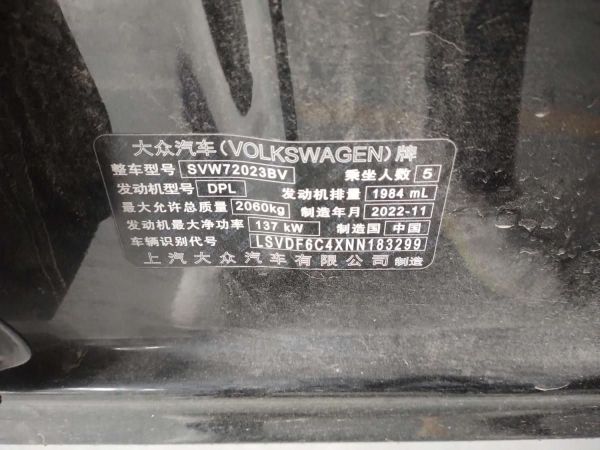 大众汽车(VOLKSWAGEN)牌
整车型号 SVW72023BV 乘坐人数 5
发动机型号 DPL 发动机排量 1984 mL
最大允许总质量 2060kg 制造年月 2022-11
发动机最大净功率 137 kW 制造国 中国
车辆识别代号 LSVDF6C4XNN183299
上汽大众汽车有限公司 制造